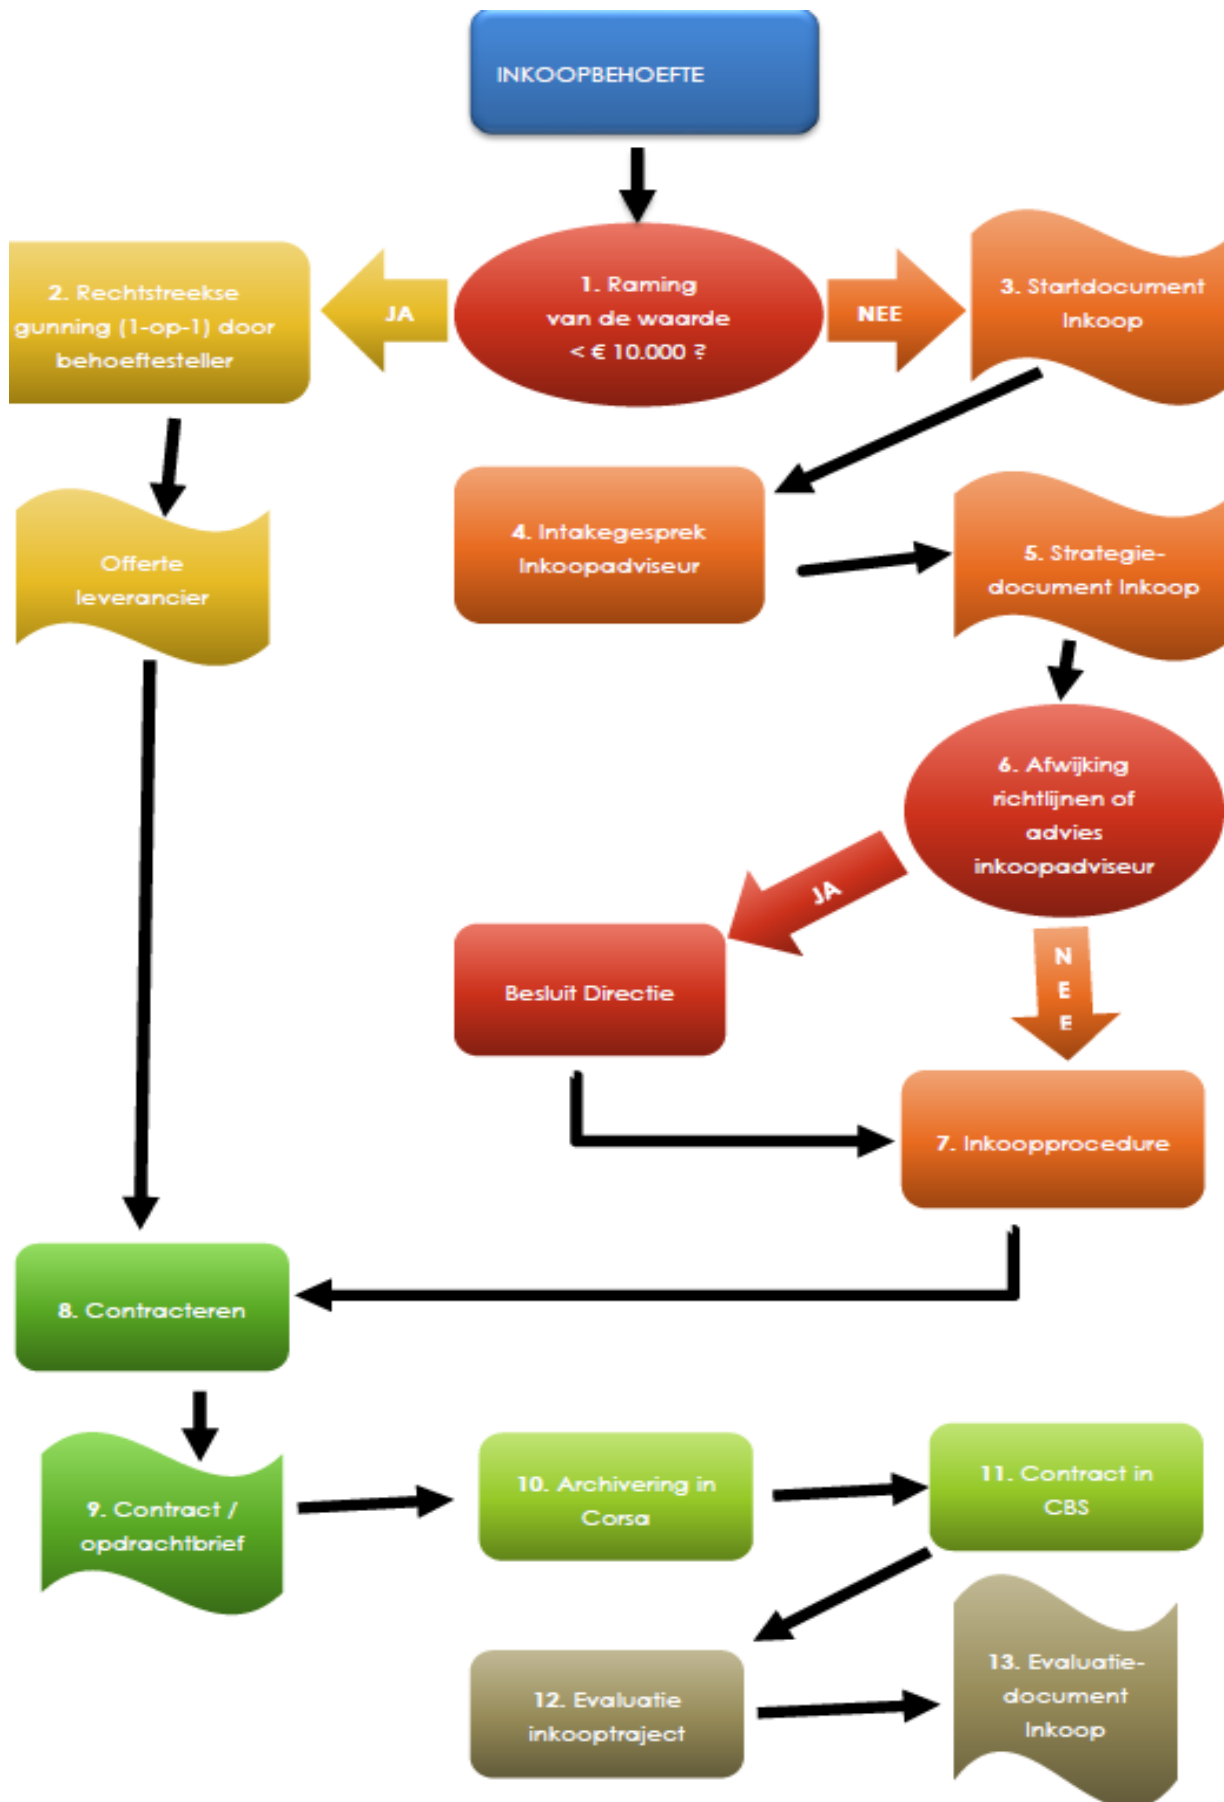 INKOOPBEHOEFTE
1. Raming
van de waarde
< € 10.000 ?
JA
NEE
2. Rechtstreekse
gunning (1-op-1) door
behoeftesteller
3. Startdocument
Inkoop
Offerte
leverancier
4. Intakegesprek
Inkoopadviseur
5. Strategie-
document Inkoop
6. Afwijking
richtlijnen of
advies
inkoopadviseur
JA
N
E
E
Besluit Directie
7. Inkoopprocedure
8. Contracteren
9. Contract /
opdrachtbrief
10. Archivering in
Corsa
11. Contract in
CBS
12. Evaluatie
inkooptraject
13. Evaluatie-
document
Inkoop